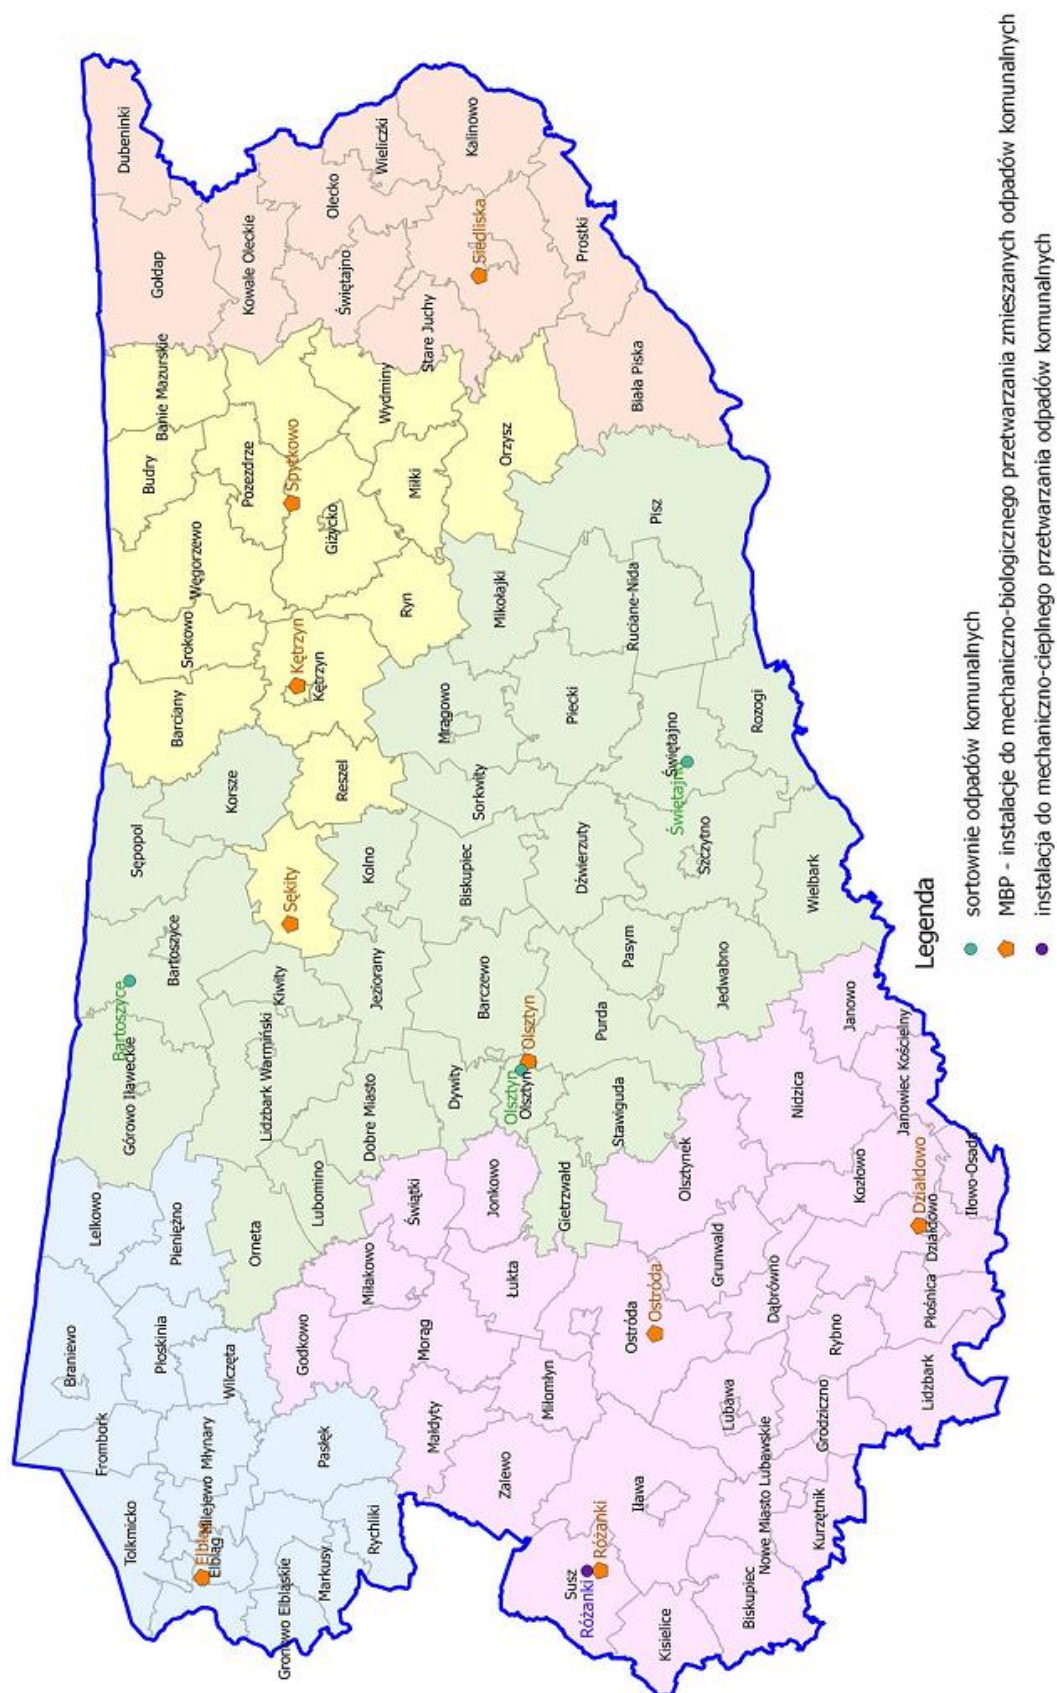 Dubeninki
Gołdap
Kowale Oleckie
Olecko
Wieliczki
Kalinowo
Świętajno
Stare Juchy
Siedliska
Prostki
Biała Piska
Banie Mazurskie
Budry
Pozezdrze
Spytkowo
Wydminy
Węgorzewo
Giżycko
Miłki
Orzysz
Srokowo
Kętrzyn
Kętrzyn
Ryn
Barciany
Reszel
Sękity
Pisz
Mikołajki
Ruciane-Nida
Mrągowo
Piecki
Korsze
Sępopol
Sorkwity
Świętajno
Świętajno
Rozogi
Kolno
Biskupiec
Dźwierzuty
Szczytno
Wielbark
Bartoszyce
Bartoszyce
Kiwity
Jeziorany
Barczewo
Pasym
Jedwabno
Górowo Iławeckie
Lidzbark Warmiński
Dobre Miasto
Dywity
Olsztyn
Olsztyn
Olsztyn
Purda
Stawiguda
Orneta
Lubomino
Gietrzwałd
Lelkowo
Pieniężno
Braniewo
Płoskinia
Wilczęta
Frombork
Młynary
Pasłęk
Tolkmicko
Milejewo
Elbląg
Elbląg
Gronowo Elbląskie
Markusy
Rychliki
Świątki
Jonkowo
Olsztynek
Nidzica
Janowo
Janowiec Kościelny
Kozłowo
Iłowo-Osada
Działdowo
Działdowo
Godkowo
Miłakowo
Morąg
Łukta
Ostróda
Ostróda
Grunwald
Dąbrówno
Płośnica
Rybno
Lidzbark
Małdyty
Miłomłyn
Zalewo
Iława
Lubawa
Grodziczno
Nowe Miasto Lubawskie
Kurzętnik
Susz
Różanki
Różanki
Kisielice
Biskupiec
Legenda
sortownie odpadów komunalnych
MBP - instalacje do mechaniczno-biologicznego przetwarzania zmieszanych odpadów komunalnych
instalacja do mechaniczno-cieplnego przetwarzania odpadów komunalnych